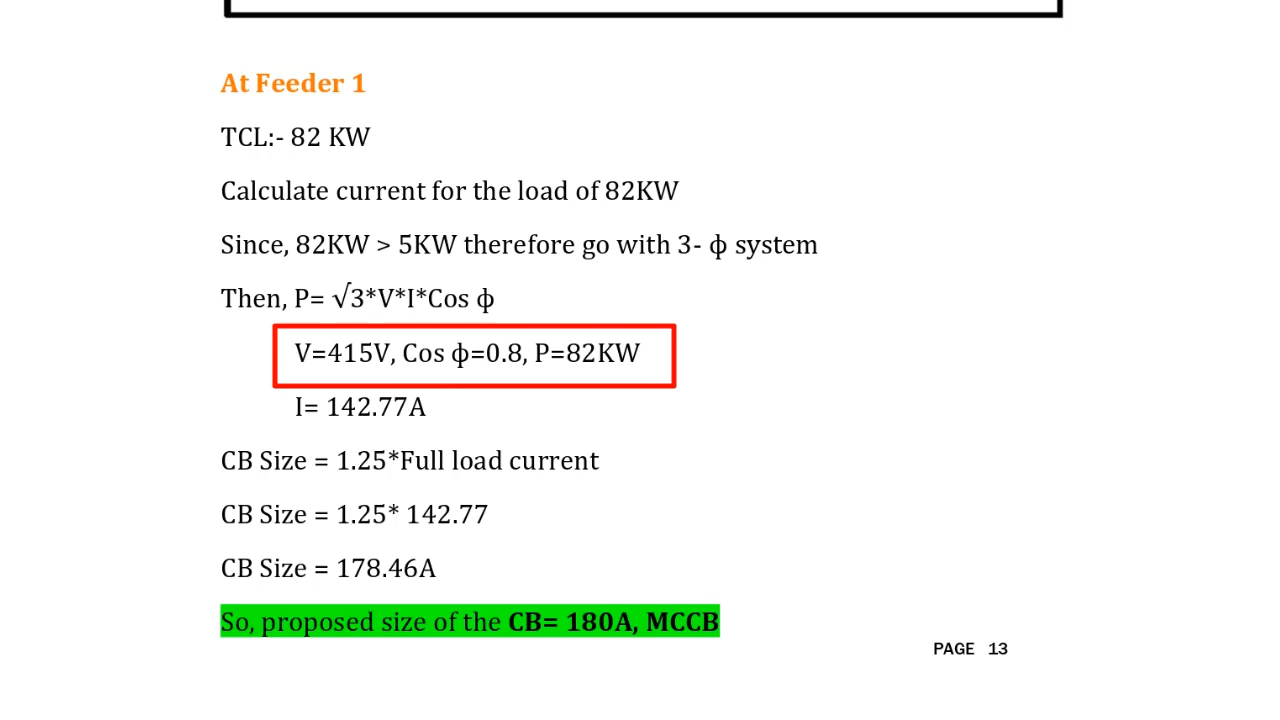 At Feeder 1
TCL:- 82 KW
Calculate current for the load of 82KW
Since, 82KW > 5KW therefore go with 3- ф system
Then, P= √3*V*I*Cos ф
V=415V, Cos ф=0.8, P=82KW
I= 142.77A
CB Size = 1.25*Full load current
CB Size = 1.25* 142.77
CB Size = 178.46A
So, proposed size of the CB= 180A, MCCB
PAGE 13